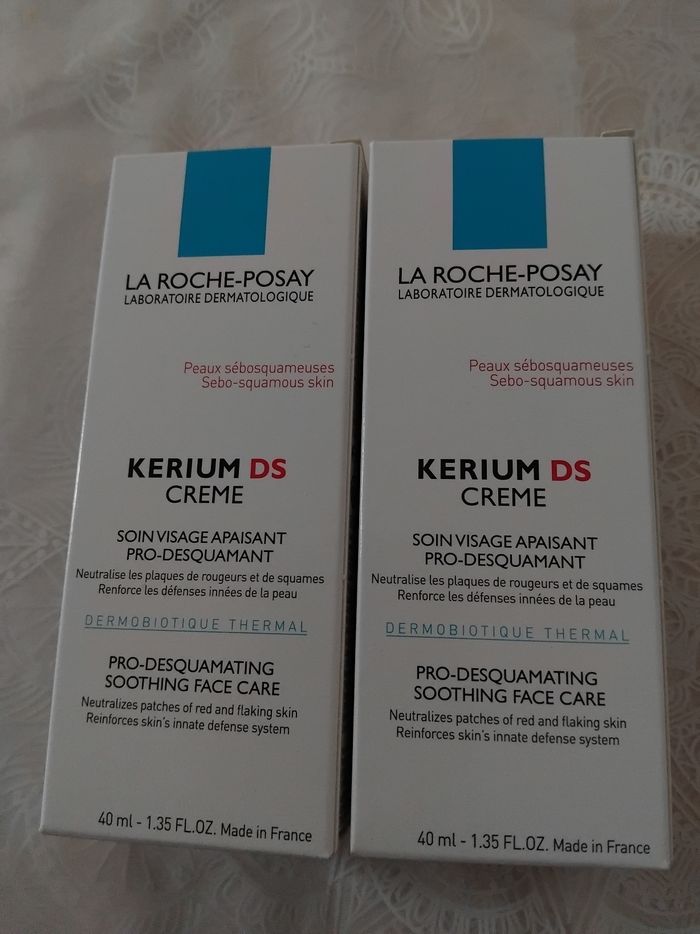 LA ROCHE-POSAY
LABORATOIRE DERMATOLOGIQUE
Peaux sébosquameuses
Sebo-squamous skin
KERIUM DS
CREME
SOIN VISAGE APAISANT
PRO-DESQUAMANT
Neutralise les plaques de rougeurs et de squames
Renforce les défenses innées de la peau
DERMOBIOTIQUE THERMAL
PRO-DESQUAMATING
SOOTHING FACE CARE
Neutralizes patches of red and flaking skin
Reinforces skin's innate defense system
40 ml - 1.35 FL.OZ. Made in France
LA ROCHE-POSAY
LABORATOIRE DERMATOLOGIQUE
Peaux sébosquameuses
Sebo-squamous skin
KERIUM DS
CREME
SOIN VISAGE APAISANT
PRO-DESQUAMANT
Neutralise les plaques de rougeurs et de squames
Renforce les défenses innées de la peau
DERMOBIOTIQUE THERMAL
PRO-DESQUAMATING
SOOTHING FACE CARE
Neutralizes patches of red and flaking skin
Reinforces skin's innate defense system
40 ml - 1.35 FL.OZ. Made in France